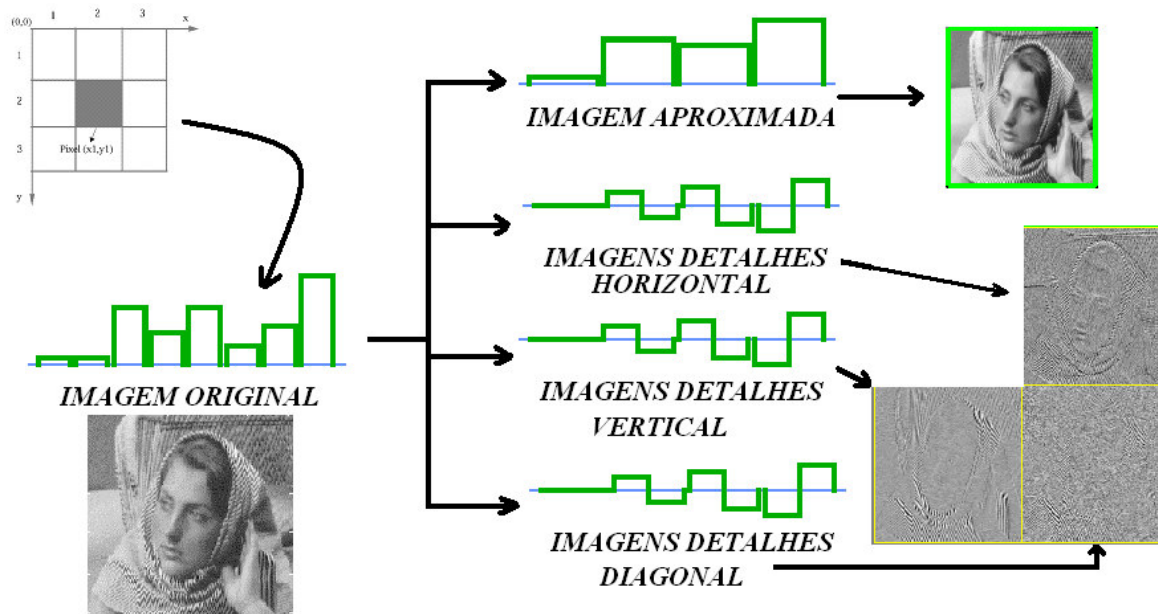 (0,0) 1 2 3 x
1
2
3
Pixel (x1,y1)
y
IMAGEM ORIGINAL
IMAGEM APROXIMADA
IMAGENS DETALHES
HORIZONTAL
IMAGENS DETALHES
VERTICAL
IMAGENS DETALHES
DIAGONAL